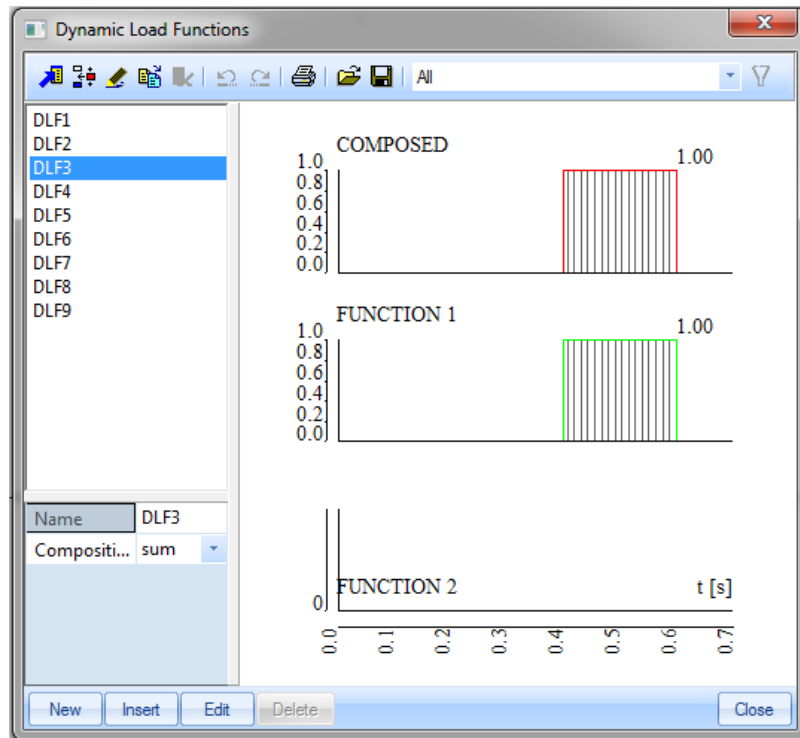 Dynamic Load Functions
All
DLF1
DLF2
DLF3
DLF4
DLF5
DLF6
DLF7
DLF8
DLF9
Name DLF3
Compositi... sum
COMPOSED
1.00
1.0
0.8
0.6
0.4
0.2
0.0
FUNCTION 1
1.00
1.0
0.8
0.6
0.4
0.2
0.0
FUNCTION 2 t [s]
0
0.0 0.1 0.2 0.3 0.4 0.5 0.6 0.7
New Insert Edit Delete Close